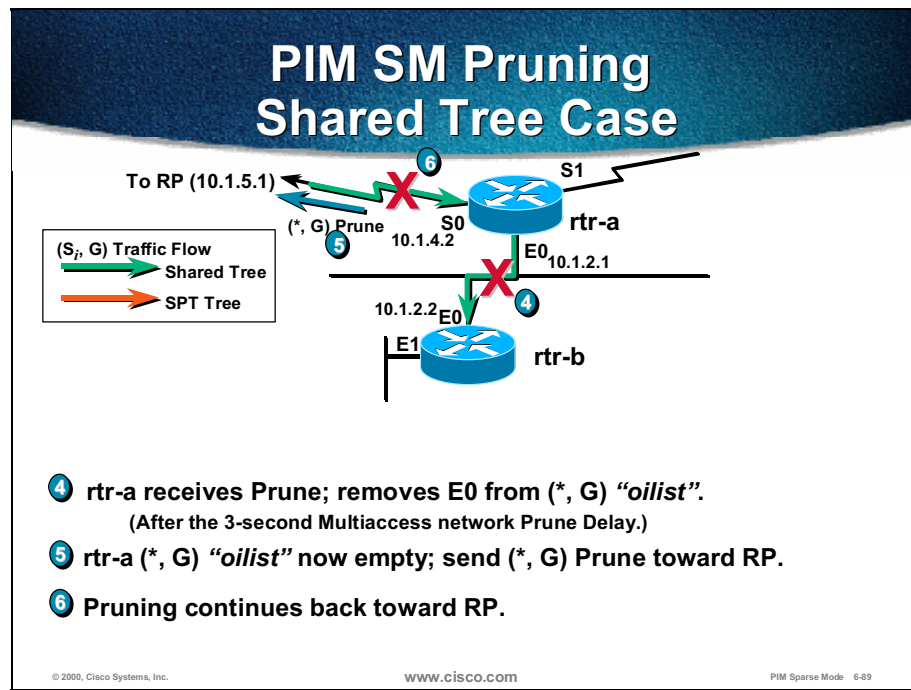 PIM SM Pruning
Shared Tree Case
6
S1
To RP (10.1.5.1)
(*, G) Prune
S0
rtr-a
5
10.1.4.2
(Si, G) Traffic Flow
Shared Tree
SPT Tree
E0
10.1.2.1
4
10.1.2.2
E0
E1
rtr-b
4 rtr-a receives Prune; removes E0 from (*, G) “oilist”.
(After the 3-second Multiaccess network Prune Delay.)
5 rtr-a (*, G) “oilist” now empty; send (*, G) Prune toward RP.
6 Pruning continues back toward RP.
© 2000, Cisco Systems, Inc. www.cisco.com PIM Sparse Mode 6-89